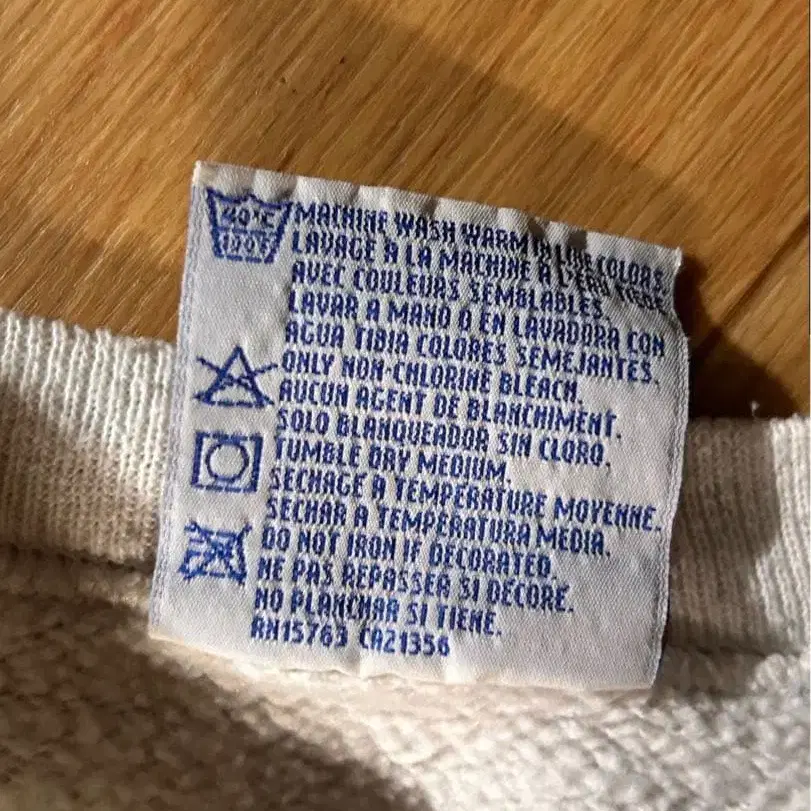 40°C
MACHINE WASH WARM IN LIKE COLORS.
LAVAGE A LA MACHINE A L'EAU TIEDE
AVEC COULEURS SEMBLABLES.
LAVAR A MANO O EN LAVADORA CON
AGUA TIBIA COLORES SEMEJANTES.
ONLY NON-CHLORINE BLEACH.
AUCUN AGENT DE BLANCHIMENT.
SOLO BLANQUEADOR SIN CLORO.
TUMBLE DRY MEDIUM.
SECHAGE A TEMPERATURE MOYENNE.
SECHAR A TEMPERATURA MEDIA.
DO NOT IRON IF DECORATED.
NE PAS REPASSER SI DECORE.
NO PLANCHAR SI TIENE.
RN15763 CA21356